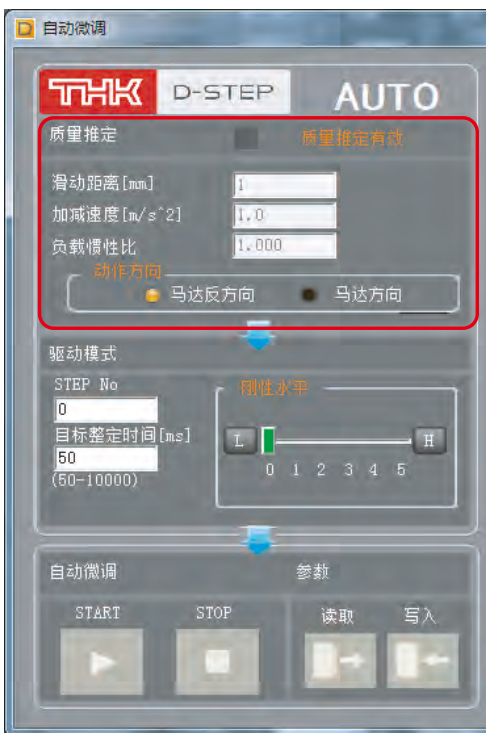 自动微调
THK D-STEP AUTO
质量推定 质量推定有效
滑动距离[mm] 1
加减速度[m/s^2] 1.0
负载惯性比 1.000
动作方向
马达反方向 马达方向
驱动模式
STEP No
0
目标整定时间[ms]
50
(50-10000)
刚性水平
L H
0 1 2 3 4 5
自动微调 参数
START STOP 读取 写入